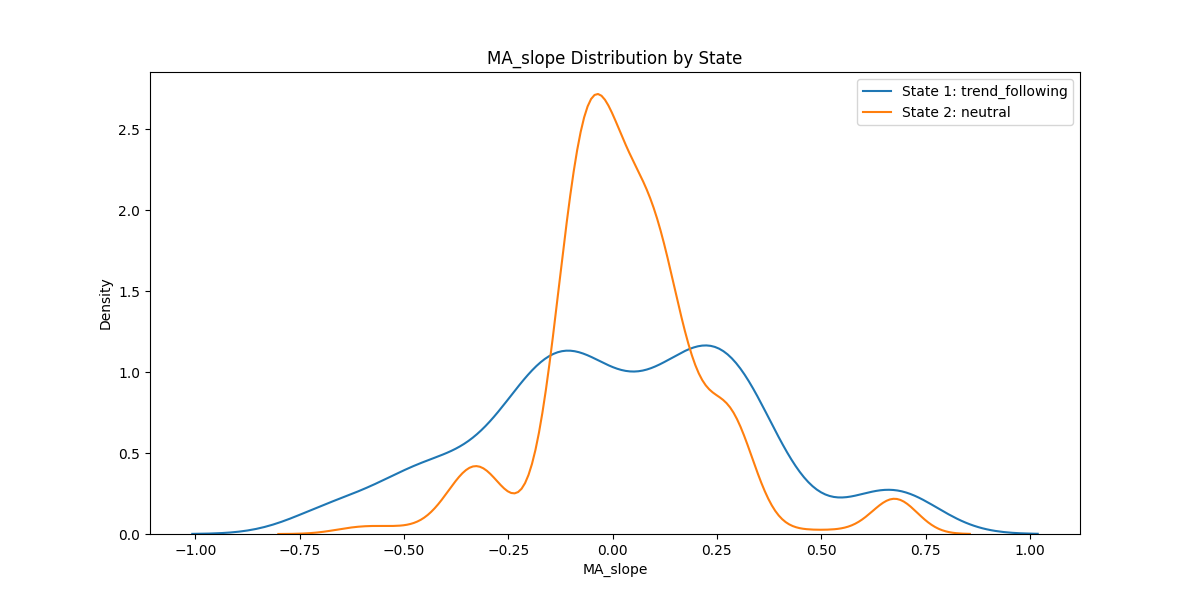 MA_slope Distribution by State
State 1: trend_following
State 2: neutral
Density
2.5
2.0
1.5
1.0
0.5
0.0
−1.00 −0.75 −0.50 −0.25 0.00 0.25 0.50 0.75 1.00
MA_slope